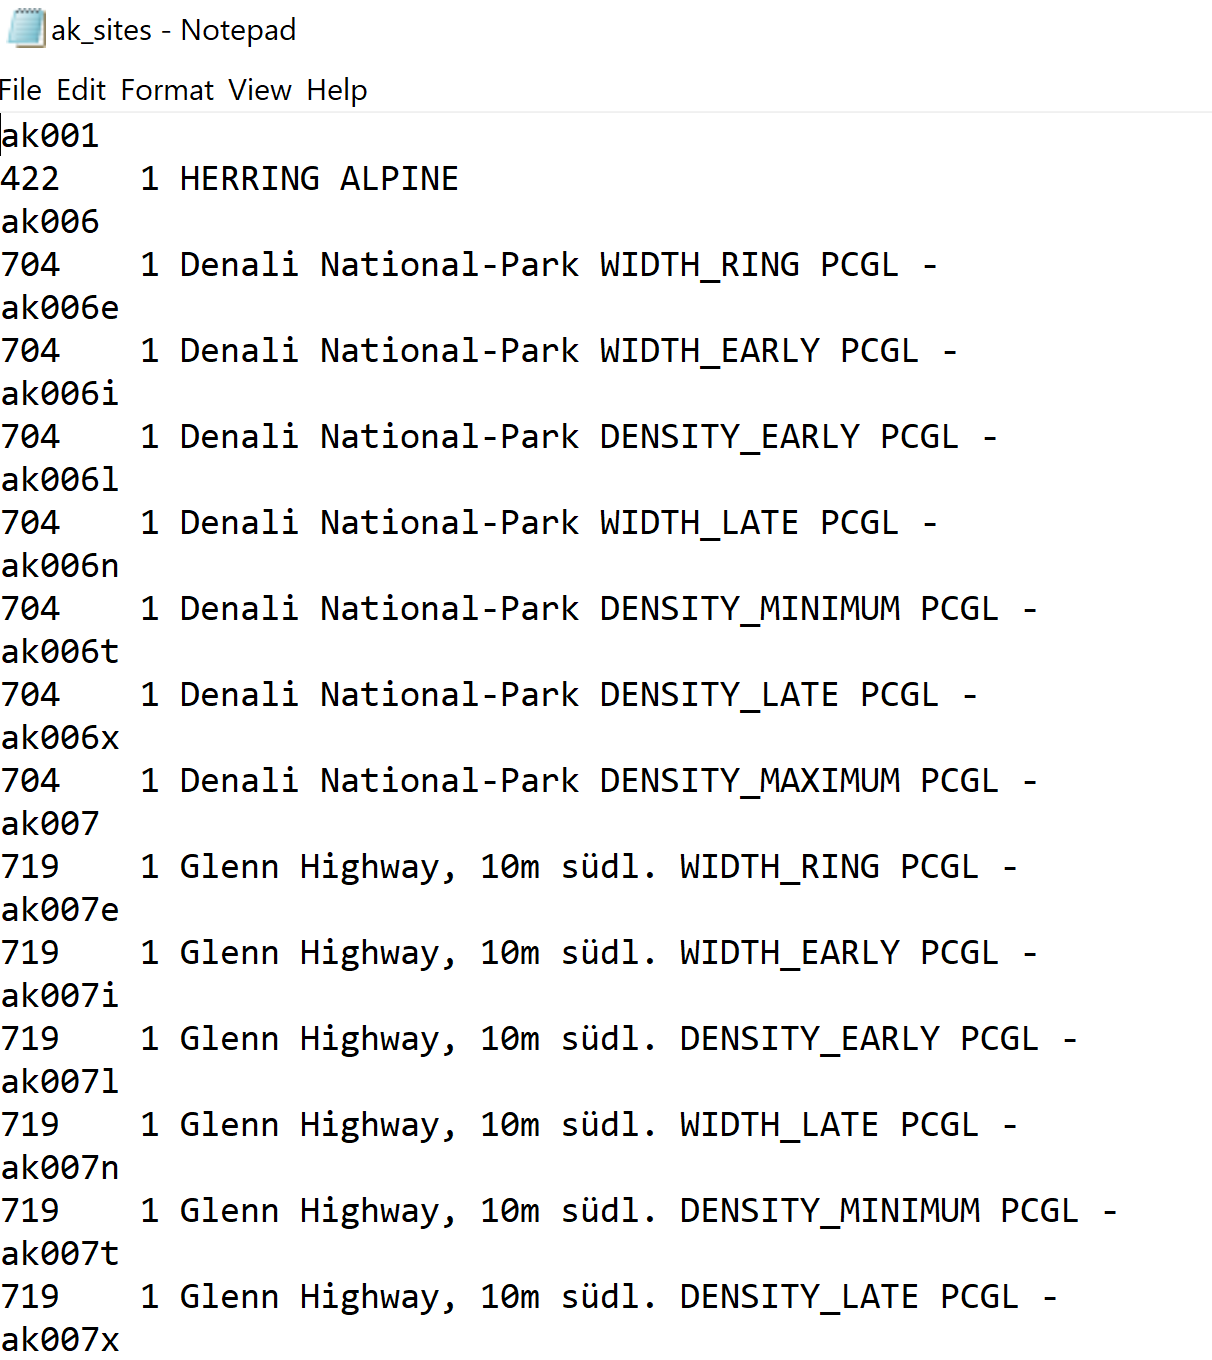 ak_sites - Notepad
File Edit Format View Help
ak001
422    1 HERRING ALPINE
ak006
704    1 Denali National-Park WIDTH_RING PCGL -
ak006e
704    1 Denali National-Park WIDTH_EARLY PCGL -
ak006i
704    1 Denali National-Park DENSITY_EARLY PCGL -
ak006l
704    1 Denali National-Park WIDTH_LATE PCGL -
ak006n
704    1 Denali National-Park DENSITY_MINIMUM PCGL -
ak006t
704    1 Denali National-Park DENSITY_LATE PCGL -
ak006x
704    1 Denali National-Park DENSITY_MAXIMUM PCGL -
ak007
719    1 Glenn Highway, 10m südl. WIDTH_RING PCGL -
ak007e
719    1 Glenn Highway, 10m südl. WIDTH_EARLY PCGL -
ak007i
719    1 Glenn Highway, 10m südl. DENSITY_EARLY PCGL -
ak007l
719    1 Glenn Highway, 10m südl. WIDTH_LATE PCGL -
ak007n
719    1 Glenn Highway, 10m südl. DENSITY_MINIMUM PCGL -
ak007t
719    1 Glenn Highway, 10m südl. DENSITY_LATE PCGL -
ak007x